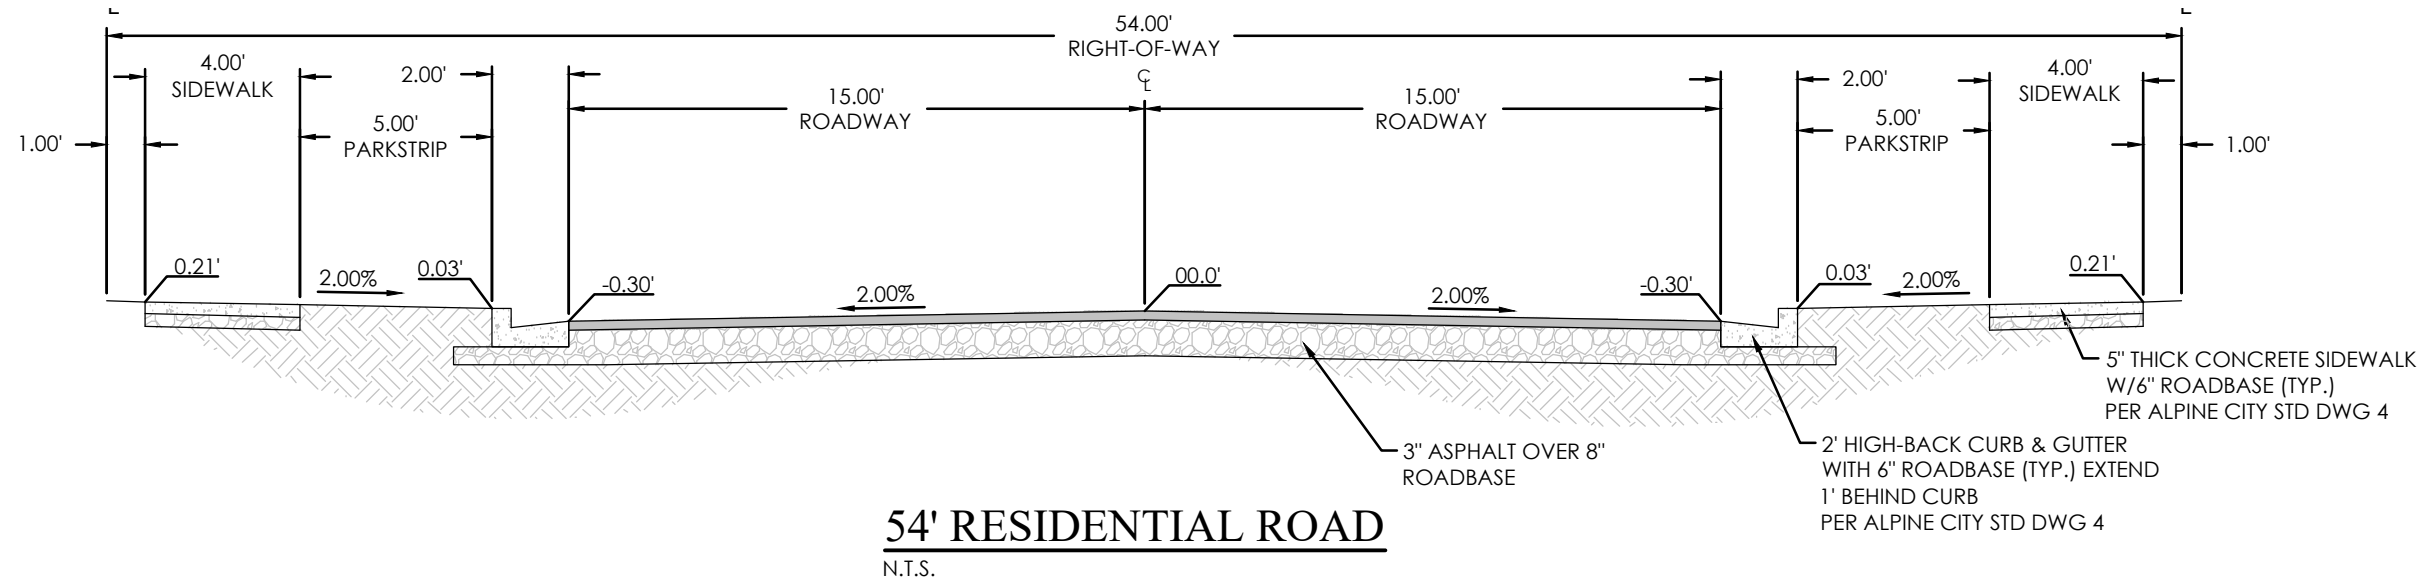 54.00'
RIGHT-OF-WAY
4.00'
SIDEWALK
2.00'
C
L
2.00'
4.00'
SIDEWALK
15.00'
ROADWAY
15.00'
ROADWAY
1.00'
5.00'
PARKSTRIP
5.00'
PARKSTRIP
1.00'
0.21'
2.00%
0.03'
-0.30'
2.00%
00.0'
2.00%
-0.30'
0.03'
2.00%
0.21'
5" THICK CONCRETE SIDEWALK
W/6" ROADBASE (TYP.)
PER ALPINE CITY STD DWG 4
3" ASPHALT OVER 8"
ROADBASE
2' HIGH-BACK CURB & GUTTER
WITH 6" ROADBASE (TYP.) EXTEND
1' BEHIND CURB
PER ALPINE CITY STD DWG 4
54' RESIDENTIAL ROAD
N.T.S.